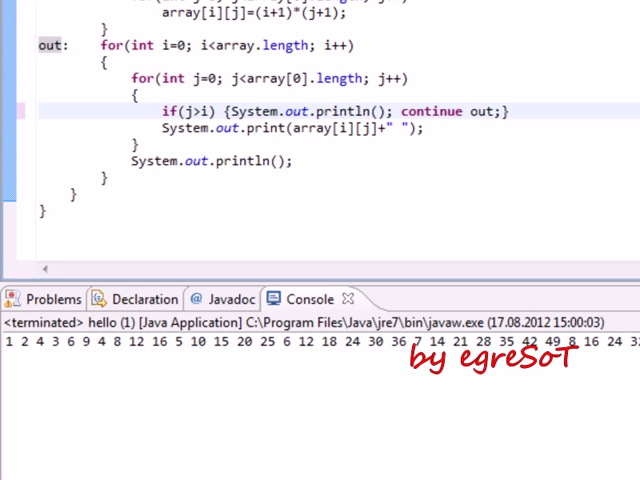 array[i][j]=(i+1)*(j+1);
}
out: for(int i=0; i<array.length; i++)
{
for(int j=0; j<array[0].length; j++)
{
if(j>i) {System.out.println(); continue out;}
System.out.print(array[i][j]+" ");
}
System.out.println();
}
}
}
Problems Declaration @ Javadoc Console
<terminated> hello (1) [Java Application] C:\Program Files\Java\jre7\bin\javaw.exe (17.08.2012 15:00:03)
1 2 4 3 6 9 4 8 12 16 5 10 15 20 25 6 12 18 24 30 36 7 14 21 28 35 42 49 8 16 24 32
by egreSoT